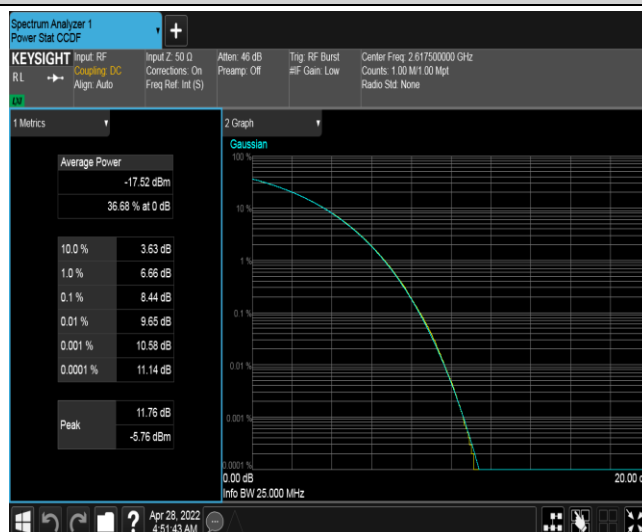 Spectrum Analyzer 1
Power Stat CCDF
+
KEYSIGHT
RL
LXI
Input: RF
Coupling: DC
Align: Auto
Input Z: 50 Ω
Corrections: On
Freq Ref: Int (S)
Atten: 46 dB
Preamp: Off
Trig: RF Burst
#IF Gain: Low
Center Freq: 2.617500000 GHz
Counts: 1.00 M/1.00 Mpt
Radio Std: None
1 Metrics
Average Power
-17.52 dBm
36.68 % at 0 dB
10.0 % 3.63 dB
1.0 % 6.66 dB
0.1 % 8.44 dB
0.01 % 9.65 dB
0.001 % 10.58 dB
0.0001 % 11.14 dB
Peak
11.76 dB
-5.76 dBm
2 Graph
Gaussian
100 %
10 %
1 %
0.1 %
0.01 %
0.001 %
0.0001 %
0.00 dB
20.00
Info BW 25.000 MHz
?
Apr 28, 2022
4:51:43 AM